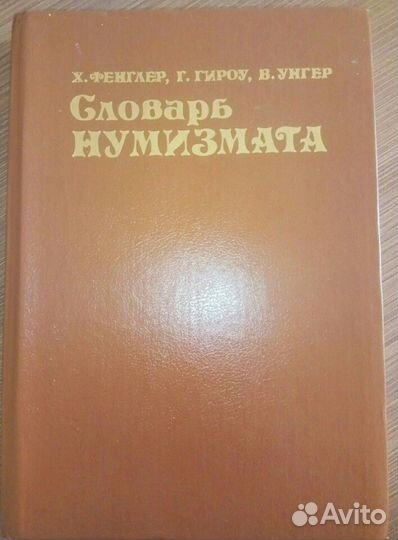 Х. ФЕНГЛЕР, Г. ГИРОУ, В. УНГЕР
Словарь
НУМИЗМАТА
Avito